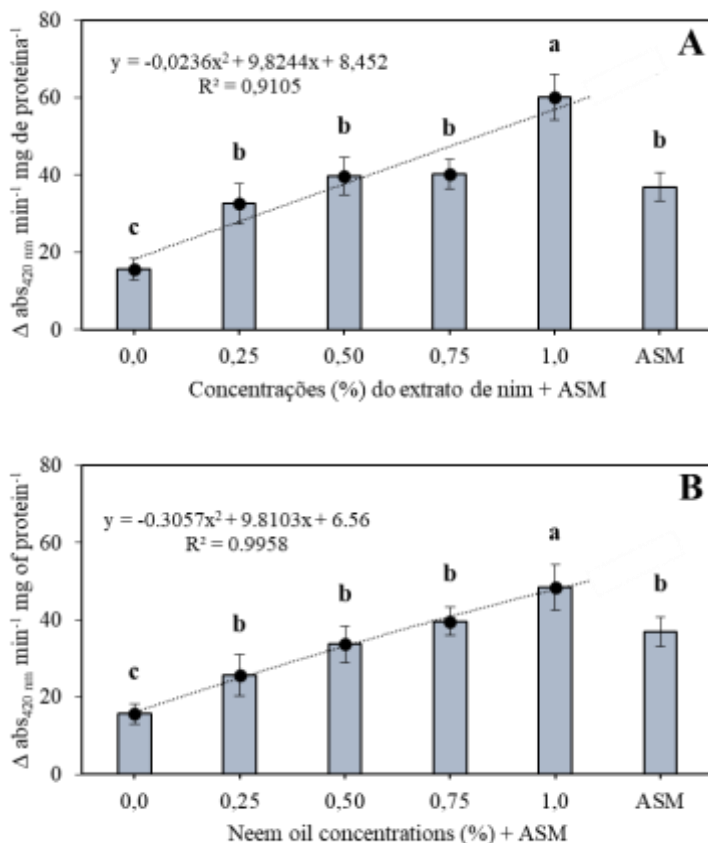 80
A
y = -0,0236x² + 9,8244x + 8,452
R² = 0,9105
a
60
b
b
b
b
40
c
20
0
Δ abs₄₂₀ ₙₘ min⁻¹ mg de proteína⁻¹
0,0 0,25 0,50 0,75 1,0 ASM
Concentrações (%) do extrato de nim + ASM
80
B
y = -0.3057x² + 9.8103x + 6.56
R² = 0.9958
a
60
b
b
b
b
40
c
20
0
Δ abs₄₂₀ ₙₘ min⁻¹ mg of protein⁻¹
0,0 0,25 0,50 0,75 1,0 ASM
Neem oil concentrations (%) + ASM